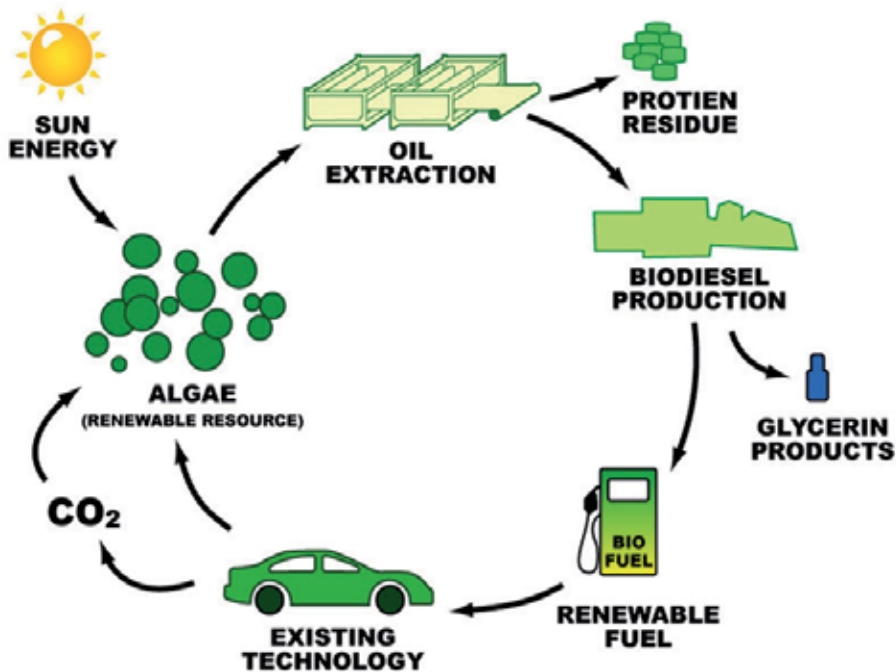 SUN
ENERGY
OIL
EXTRACTION
PROTIEN
RESIDUE
BIODIESEL
PRODUCTION
GLYCERIN
PRODUCTS
BIO
FUEL
RENEWABLE
FUEL
EXISTING
TECHNOLOGY
CO₂
ALGAE
(RENEWABLE RESOURCE)